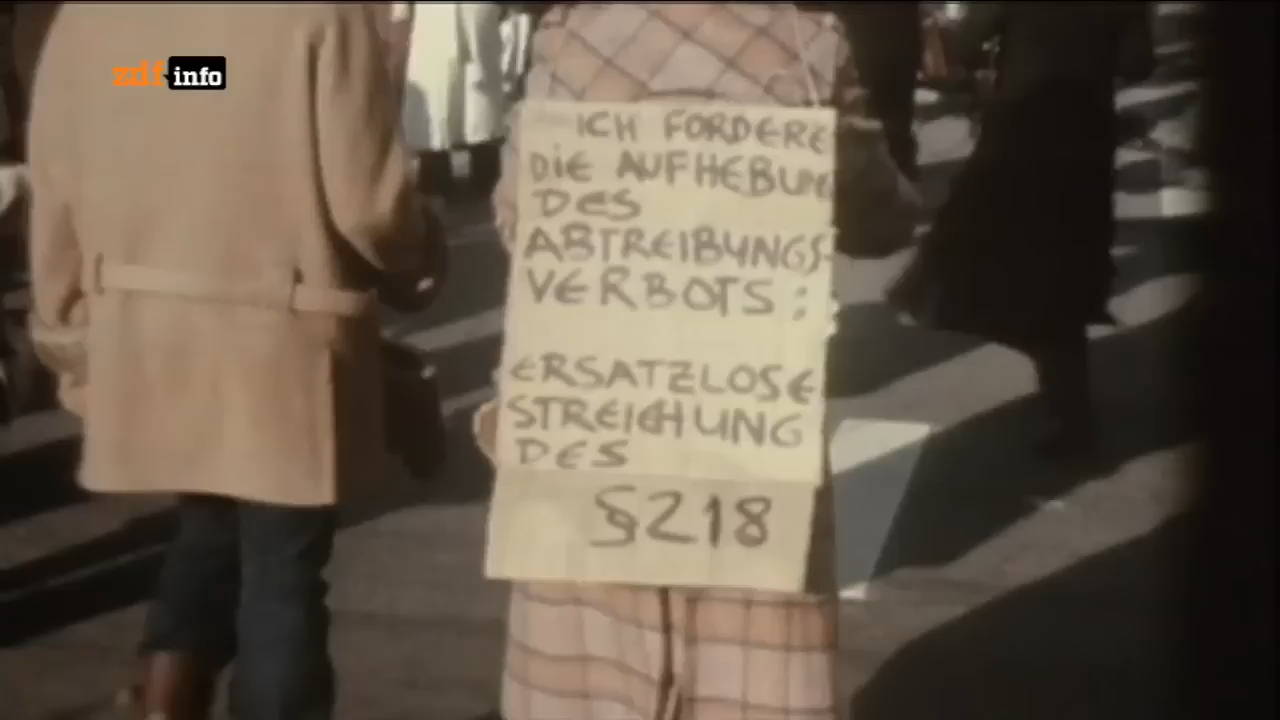 zdf info
ICH FORDERE
DIE AUFHEBUNG
DES
ABTREIBUNGS-
VERBOTS:
ERSATZLOSE
STREICHUNG
DES
§218